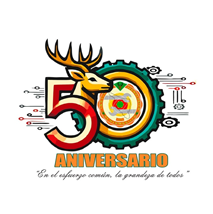 50
ANIVERSARIO
"En el esfuerzo común, la grandeza de todos"